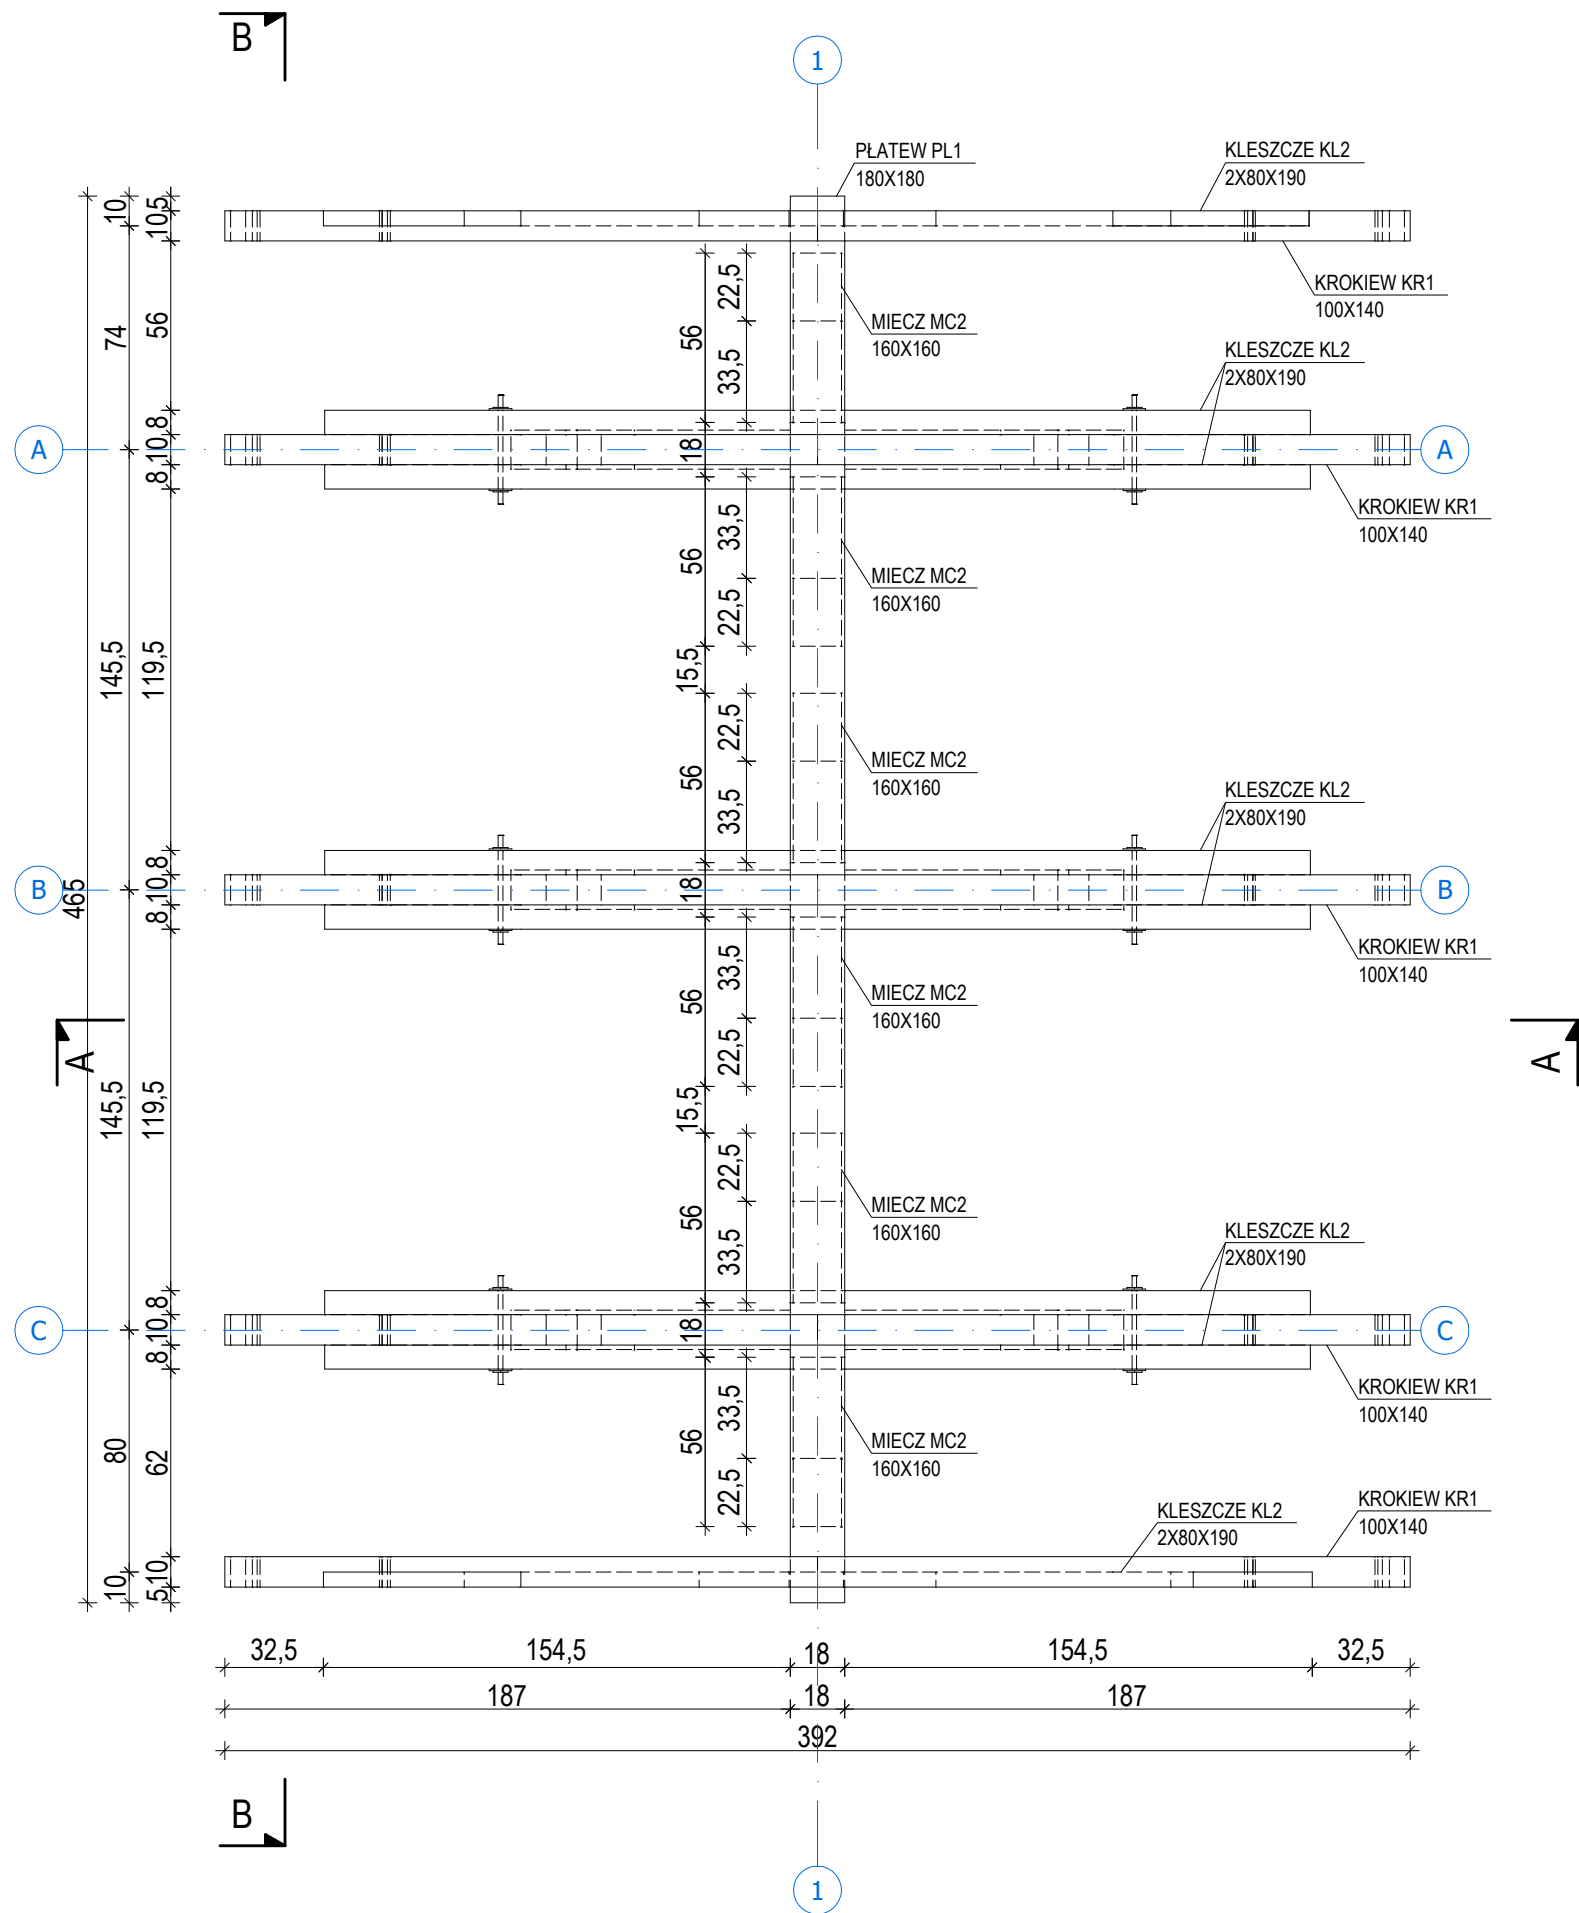 B
1
PŁATEW PL1
180X180
KLESZCZE KL2
2X80X190
10
5
10
KROKIEW KR1
100X140
22,5
56
74
56
MIECZ MC2
160X160
33,5
KLESZCZE KL2
2X80X190
8
A
10
18
A
8
KROKIEW KR1
100X140
33,5
56
MIECZ MC2
160X160
22,5
145,5
119,5
15,5
22,5
MIECZ MC2
160X160
56
33,5
KLESZCZE KL2
2X80X190
8
B
465
10
18
B
8
KROKIEW KR1
100X140
33,5
56
MIECZ MC2
160X160
A
22,5
A
145,5
119,5
15,5
22,5
MIECZ MC2
160X160
56
33,5
KLESZCZE KL2
2X80X190
8
C
10
18
C
8
KROKIEW KR1
100X140
33,5
56
MIECZ MC2
160X160
80
62
22,5
KLESZCZE KL2
2X80X190
KROKIEW KR1
100X140
10
10
5
32,5 154,5 18 154,5 32,5
187 18 187
392
B
1